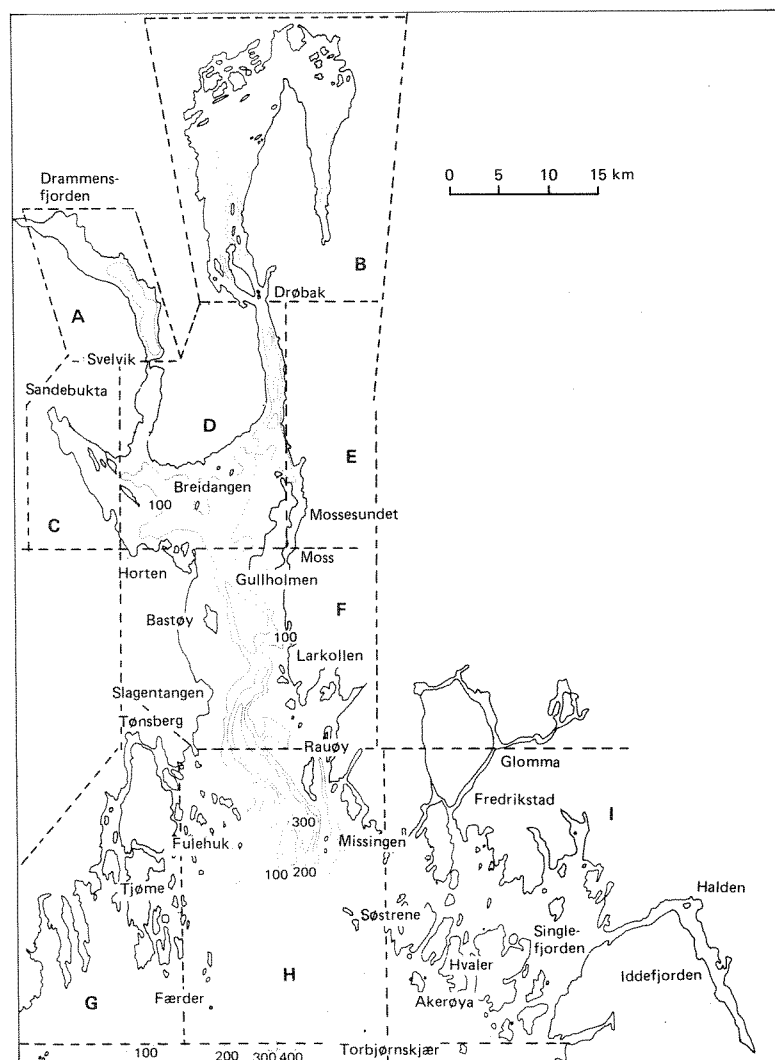 Drammens-
fjorden
0 5 10 15 km
B
Drøbak
A
Svelvik
Sandebukta
D
E
Breidangen
100
Mossesundet
C
Moss
Horten
Gullholmen
Bastøy
F
100
Larkollen
Slagentangen
Tønsberg
Rauøy
Glomma
Fredrikstad
I
300
Missingen
Fulehuk
100 200
Tjøme
Halden
Søstrene
Single-
fjorden
Hvaler
Iddefjorden
H
G
Færder
Akerøya
Torbjørnskjær
100 200 300 400